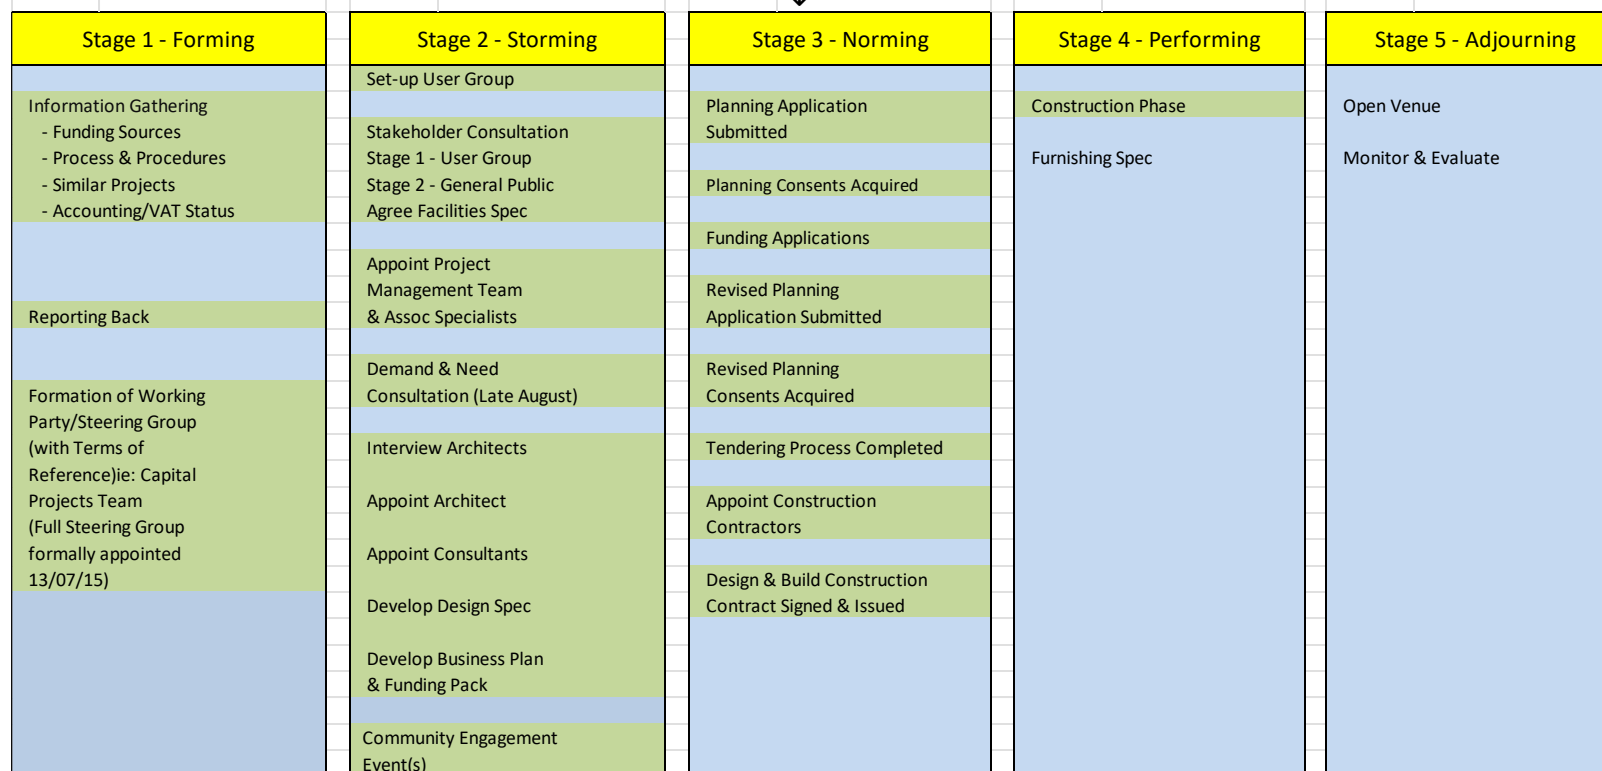 Stage 1 - Forming
Information Gathering
- Funding Sources
- Process & Procedures
- Similar Projects
- Accounting/VAT Status
Reporting Back
Formation of Working
Party/Steering Group
(with Terms of
Reference)ie: Capital
Projects Team
(Full Steering Group
formally appointed
13/07/15)
Stage 2 - Storming
Set-up User Group
Stakeholder Consultation
Stage 1 - User Group
Stage 2 - General Public
Agree Facilities Spec
Appoint Project
Management Team
& Assoc Specialists
Demand & Need
Consultation (Late August)
Interview Architects
Appoint Architect
Appoint Consultants
Develop Design Spec
Develop Business Plan
& Funding Pack
Community Engagement
Event(s)
Stage 3 - Norming
Planning Application
Submitted
Planning Consents Acquired
Funding Applications
Revised Planning
Application Submitted
Revised Planning
Consents Acquired
Tendering Process Completed
Appoint Construction
Contractors
Design & Build Construction
Contract Signed & Issued
Stage 4 - Performing
Construction Phase
Furnishing Spec
Stage 5 - Adjourning
Open Venue
Monitor & Evaluate